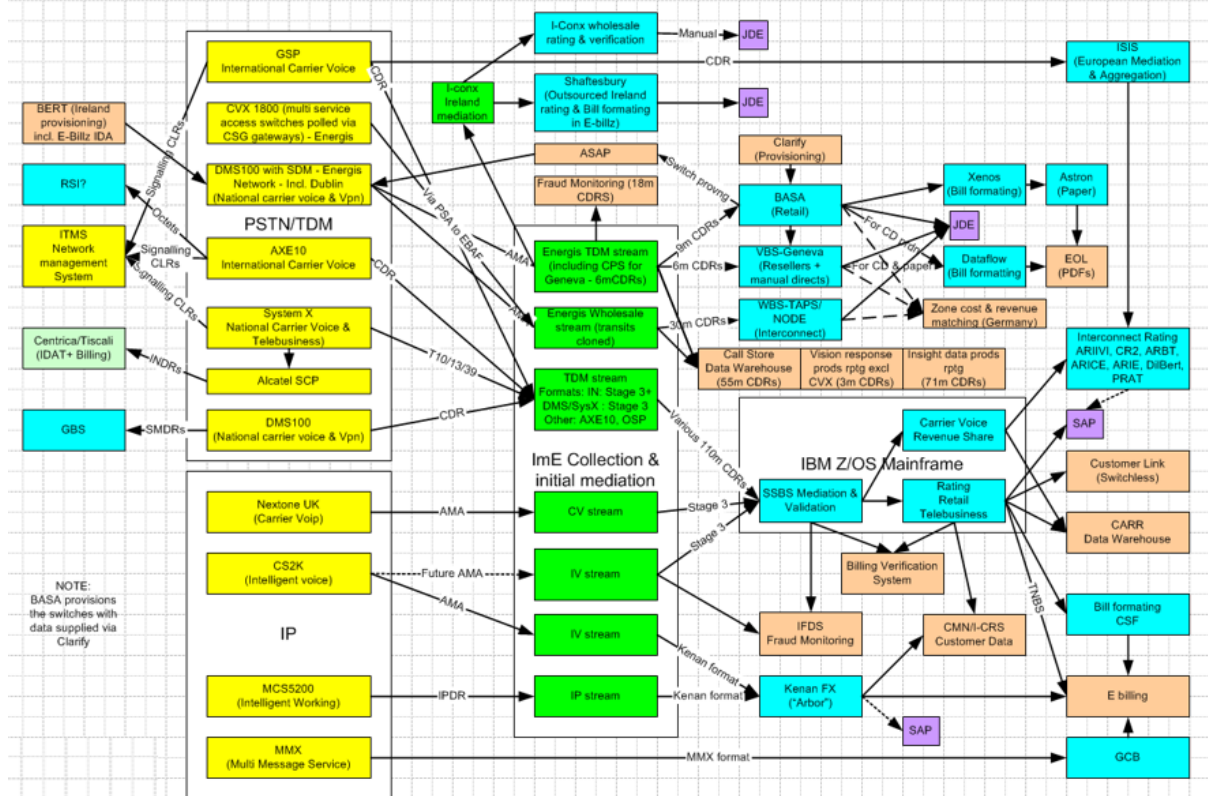 GSP
International Carrier Voice
CVX 1800 (multi service
access switches polled via
CSG gateways) - Energis
DMS100 with SDM - Energis
Network - Incl. Dublin
(National carrier voice & Vpn)
PSTN/TDM
AXE10
International Carrier Voice
System X
National Carrier Voice &
Telebusiness)
Alcatel SCP
DMS100
(National carrier voice & Vpn)
BERT (Ireland
provisioning)
incl. E-Billz IDA
RSI?
ITMS
Network
management
System
Centrica/Tiscali
(IDAT+ Billing)
GBS
Signalling CLRs
Octets
Signalling
CLRs
Signalling CLRs
INDRs
SMDRs
CDR
Via PSA to EBAF
AMA
CDR
T10/13/39
CDR
Nextone UK
(Carrier Voip)
CS2K
(Intelligent voice)
IP
MCS5200
(Intelligent Working)
MMX
(Multi Message Service)
NOTE:
BASA provisions
the switches with
data supplied via
Clarify
AMA
Future AMA
AMA
IPDR
MMX format
I-conx
Ireland
mediation
I-Conx wholesale
rating & verification
Manual
JDE
Shaftesbury
(Outsourced Ireland
rating & Bill formating
in E-billz)
JDE
CDR
ISIS
(European Mediation
& Aggregation)
ASAP
Fraud Monitoring (18m
CDRS)
Switch provng
Clarify
(Provisioning)
BASA
(Retail)
VBS-Geneva
(Resellers +
manual directs)
WBS-TAPS/
NODE
(Interconnect)
Energis TDM stream
(including CPS for
Geneva - 6mCDRs)
Energis Wholesale
stream (transits
cloned)
TDM stream
Formats: IN: Stage 3+
DMS/SysX : Stage 3
Other: AXE10, OSP
9m CDRs
6m CDRs
30m CDRs
Various 110m CDRs
ImE Collection &
initial mediation
CV stream
IV stream
IV stream
IP stream
Stage 3
Stage 3
Kenan format
Kenan format
Xenos
(Bill formating)
Astron
(Paper)
JDE
For CD prdn
For CD & paper
Dataflow
(Bill formatting
EOL
(PDFs)
Zone cost & revenue
matching (Germany)
Call Store
Data Warehouse
(55m CDRs)
Vision response
prods rptg excl
CVX (3m CDRs)
Insight data prods
rptg
(71m CDRs)
Interconnect Rating
ARIIVI, CR2, ARBT,
ARICE, ARIE, DilBert,
PRAT
SAP
IBM Z/OS Mainframe
Carrier Voice
Revenue Share
SSBS Mediation &
Validation
Rating
Retail
Telebusiness
Customer Link
(Switchless)
CARR
Data Warehouse
Billing Verification
System
IFDS
Fraud Monitoring
CMN/I-CRS
Customer Data
TNBS
Bill formating
CSF
Kenan FX
("Arbor")
SAP
E billing
GCB